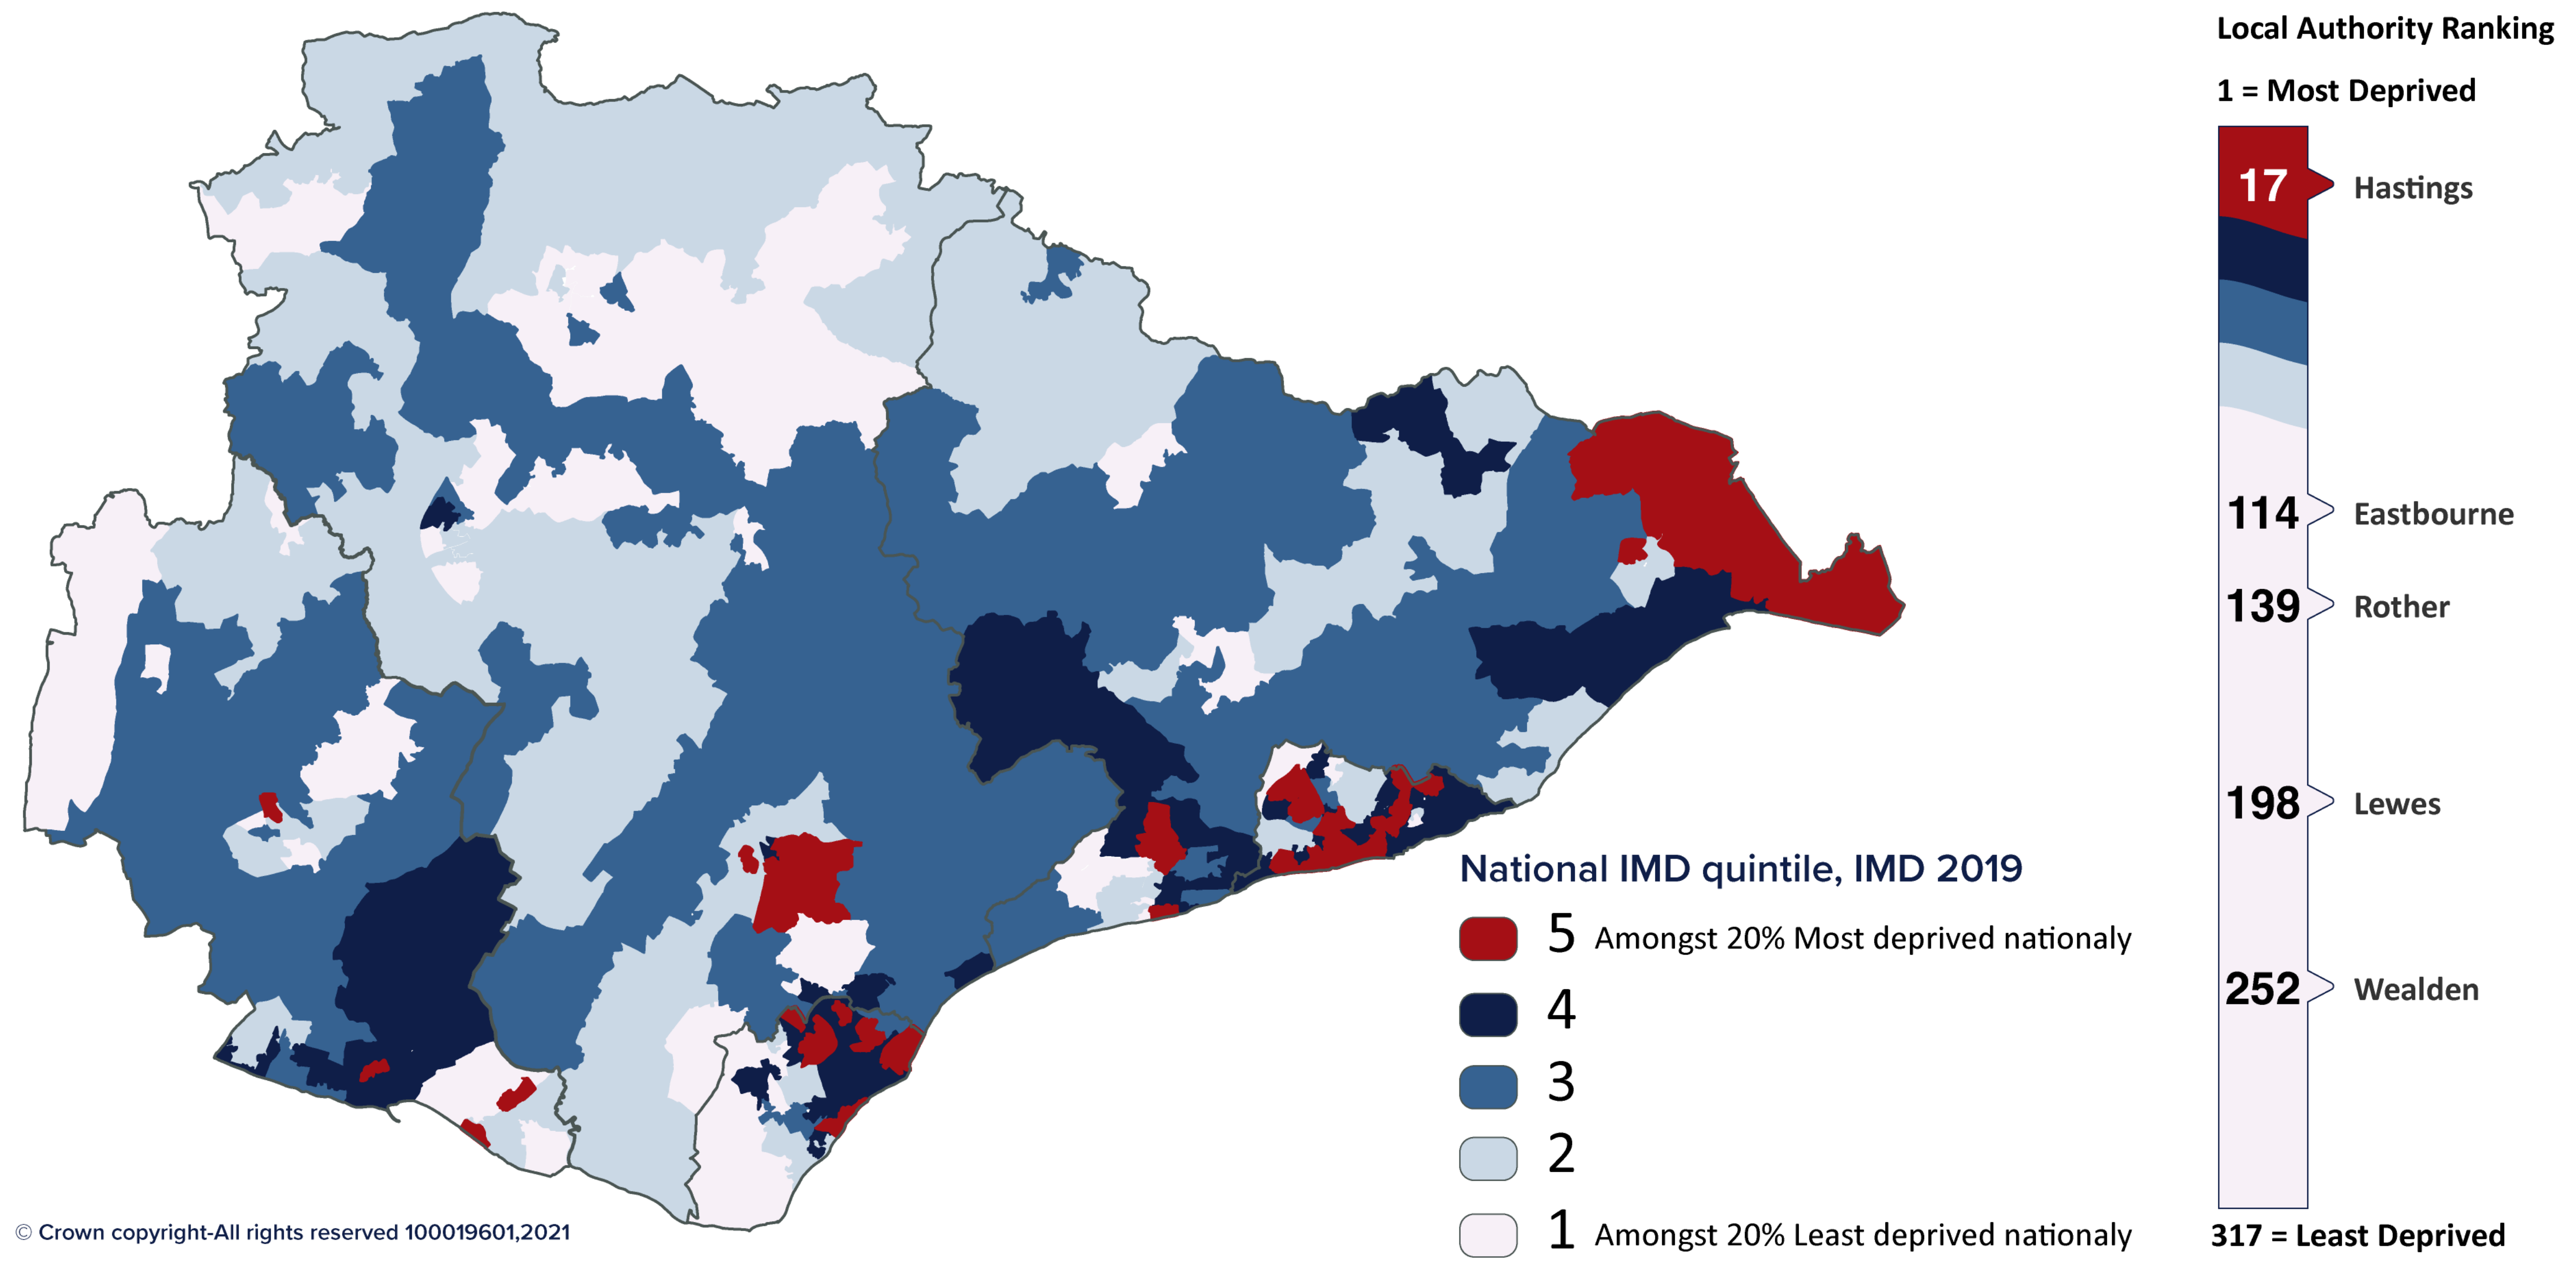 Local Authority Ranking
1 = Most Deprived
17 Hastings
114 Eastbourne
139 Rother
198 Lewes
252 Wealden
317 = Least Deprived
National IMD quintile, IMD 2019
5 Amongst 20% Most deprived nationaly
4
3
2
1 Amongst 20% Least deprived nationaly
© Crown copyright-All rights reserved 100019601,2021